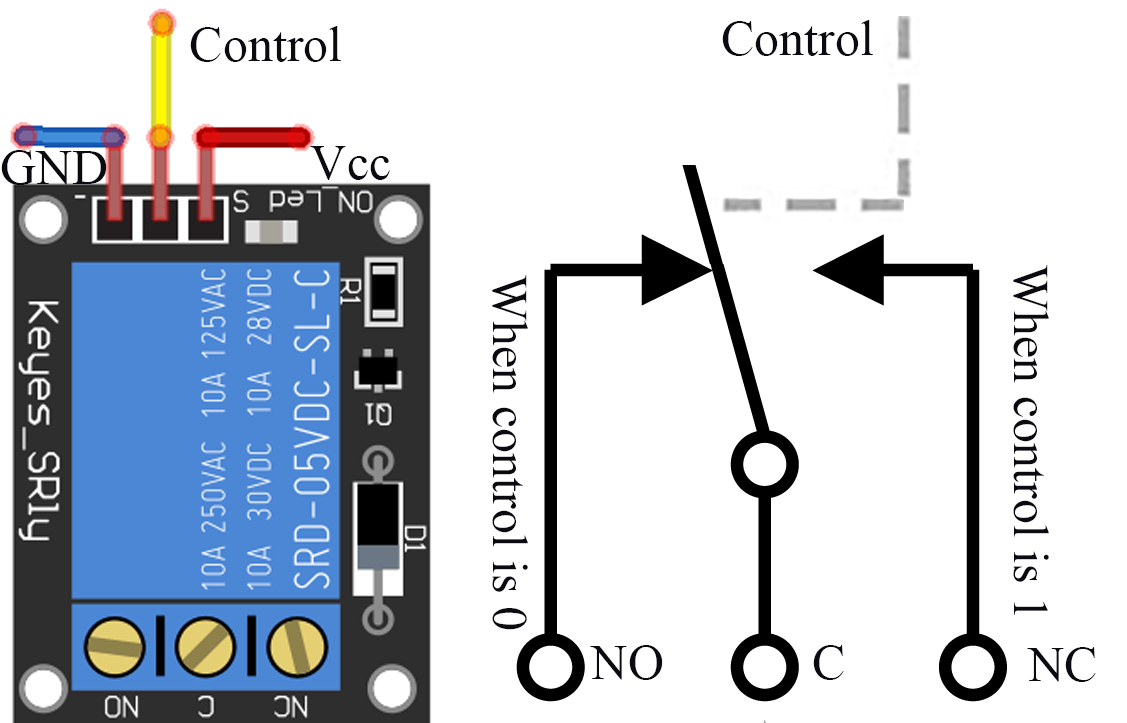 Control
GND
Vcc
-
S
ON_Led
Keyes_SRly
10A 250VAC 10A 125VAC
10A 30VDC 10A 28VDC
SRD-05VDC-SL-C
R1
Q1
D1
NO
C
NC
Control
When control is 0
When control is 1
NO
C
NC